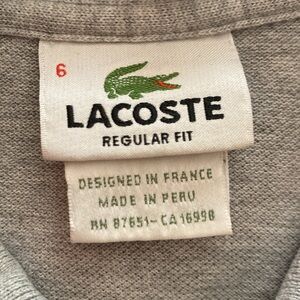 6
LACOSTE
REGULAR FIT
DESIGNED IN FRANCE
MADE IN PERU
RN 87651-CA 16998